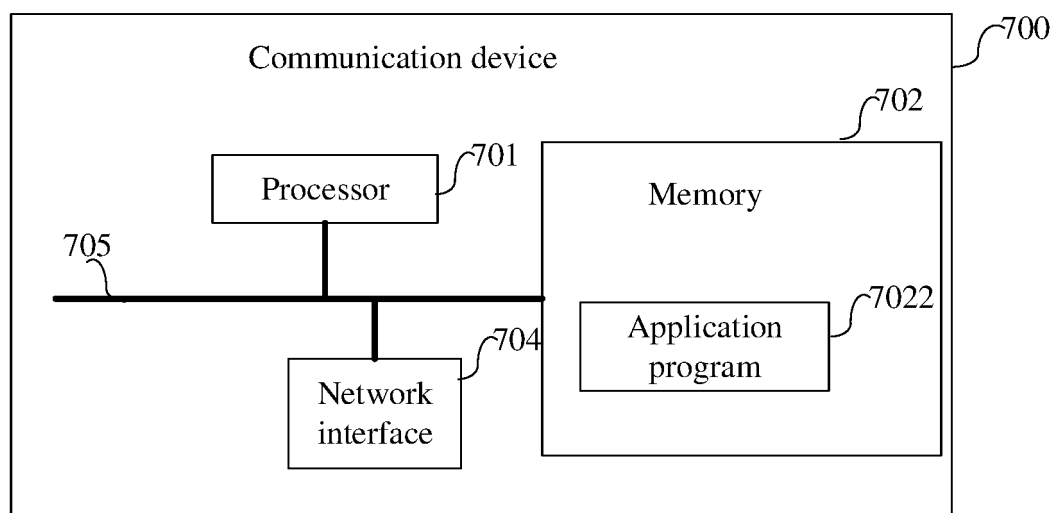 700
Communication device
702
701
Processor
Memory
705
7022
Application
program
704
Network
interface